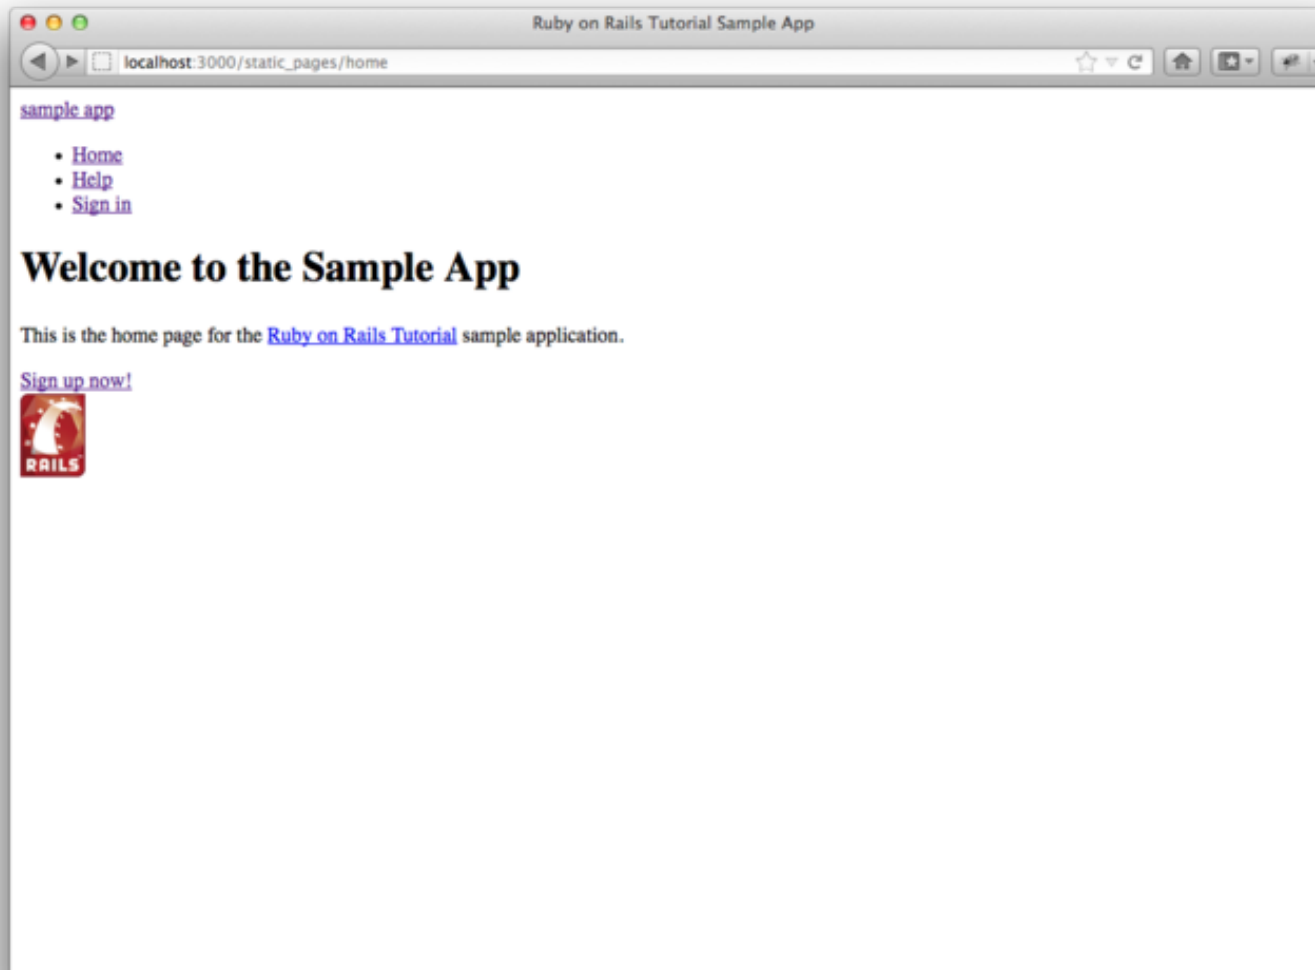 Ruby on Rails Tutorial Sample App
localhost:3000/static_pages/home
sample app
• Home
• Help
• Sign in
Welcome to the Sample App
This is the home page for the Ruby on Rails Tutorial sample application.
Sign up now!
RAILS